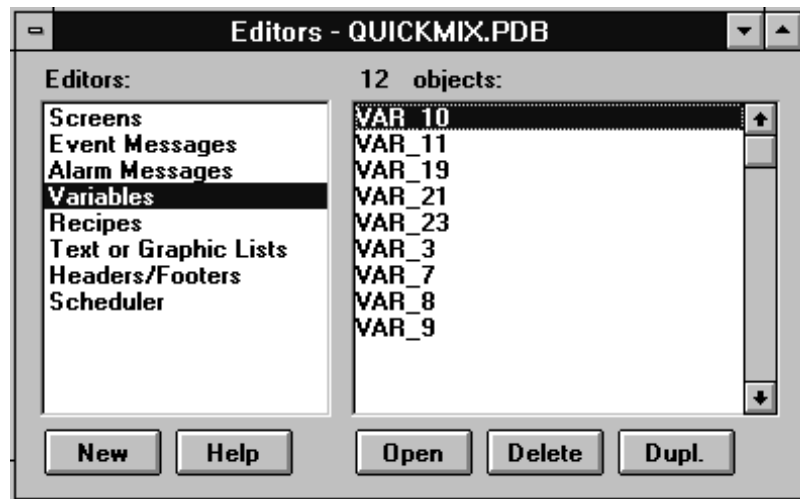 Editors - QUICKMIX.PDB
Editors:
12 objects:
Screens
Event Messages
Alarm Messages
Variables
Recipes
Text or Graphic Lists
Headers/Footers
Scheduler
VAR_10
VAR_11
VAR_19
VAR_21
VAR_23
VAR_3
VAR_7
VAR_8
VAR_9
New
Help
Open
Delete
Dupl.